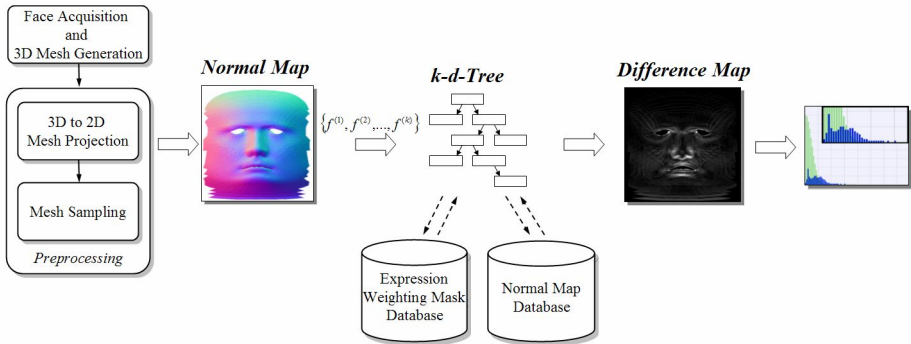 Face Acquisition
and
3D Mesh Generation
3D to 2D
Mesh Projection
Mesh Sampling
Preprocessing
Normal Map
{f^(1), f^(2),..., f^(k)}
k-d-Tree
Expression
Weighting Mask
Database
Normal Map
Database
Difference Map